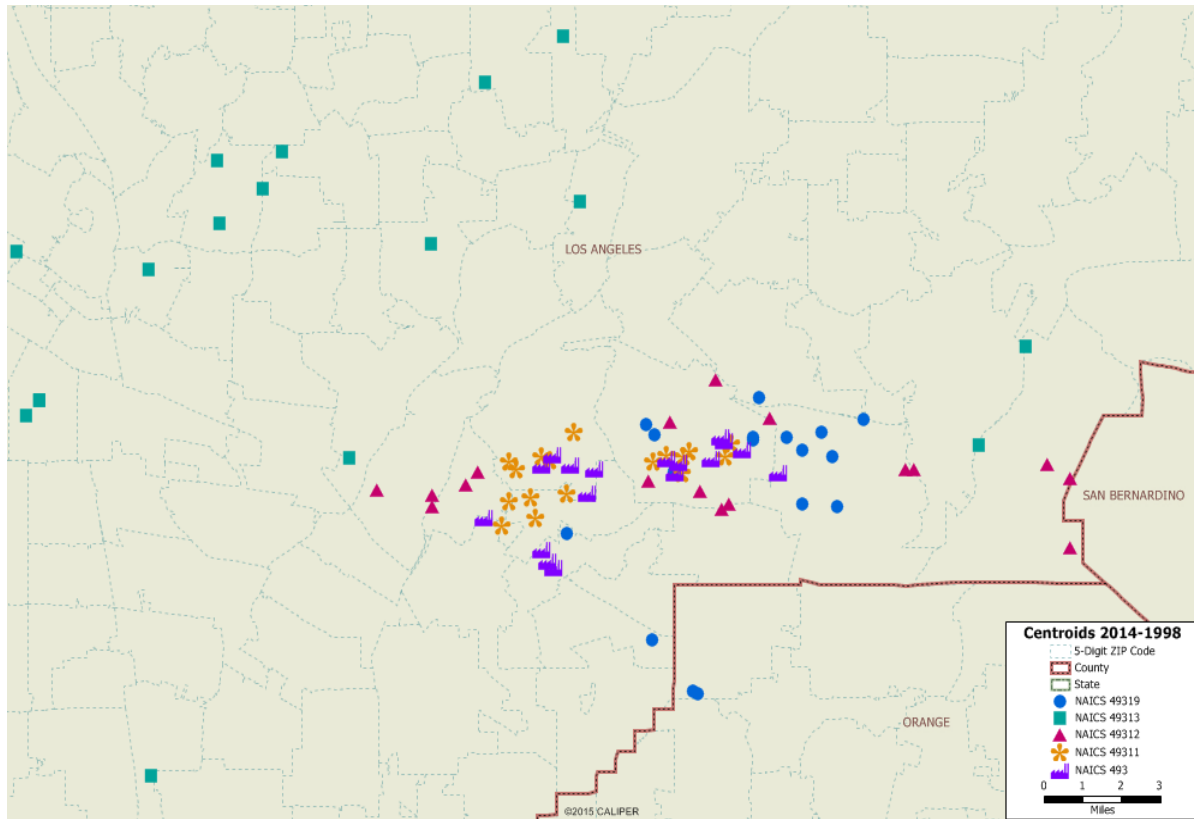 LOS ANGELES
SAN BERNARDINO
ORANGE
Centroids 2014-1998
5-Digit ZIP Code
County
State
NAICS 49319
NAICS 49313
NAICS 49312
NAICS 49311
NAICS 493
0 1 2 3
Miles
©2015 CALIPER